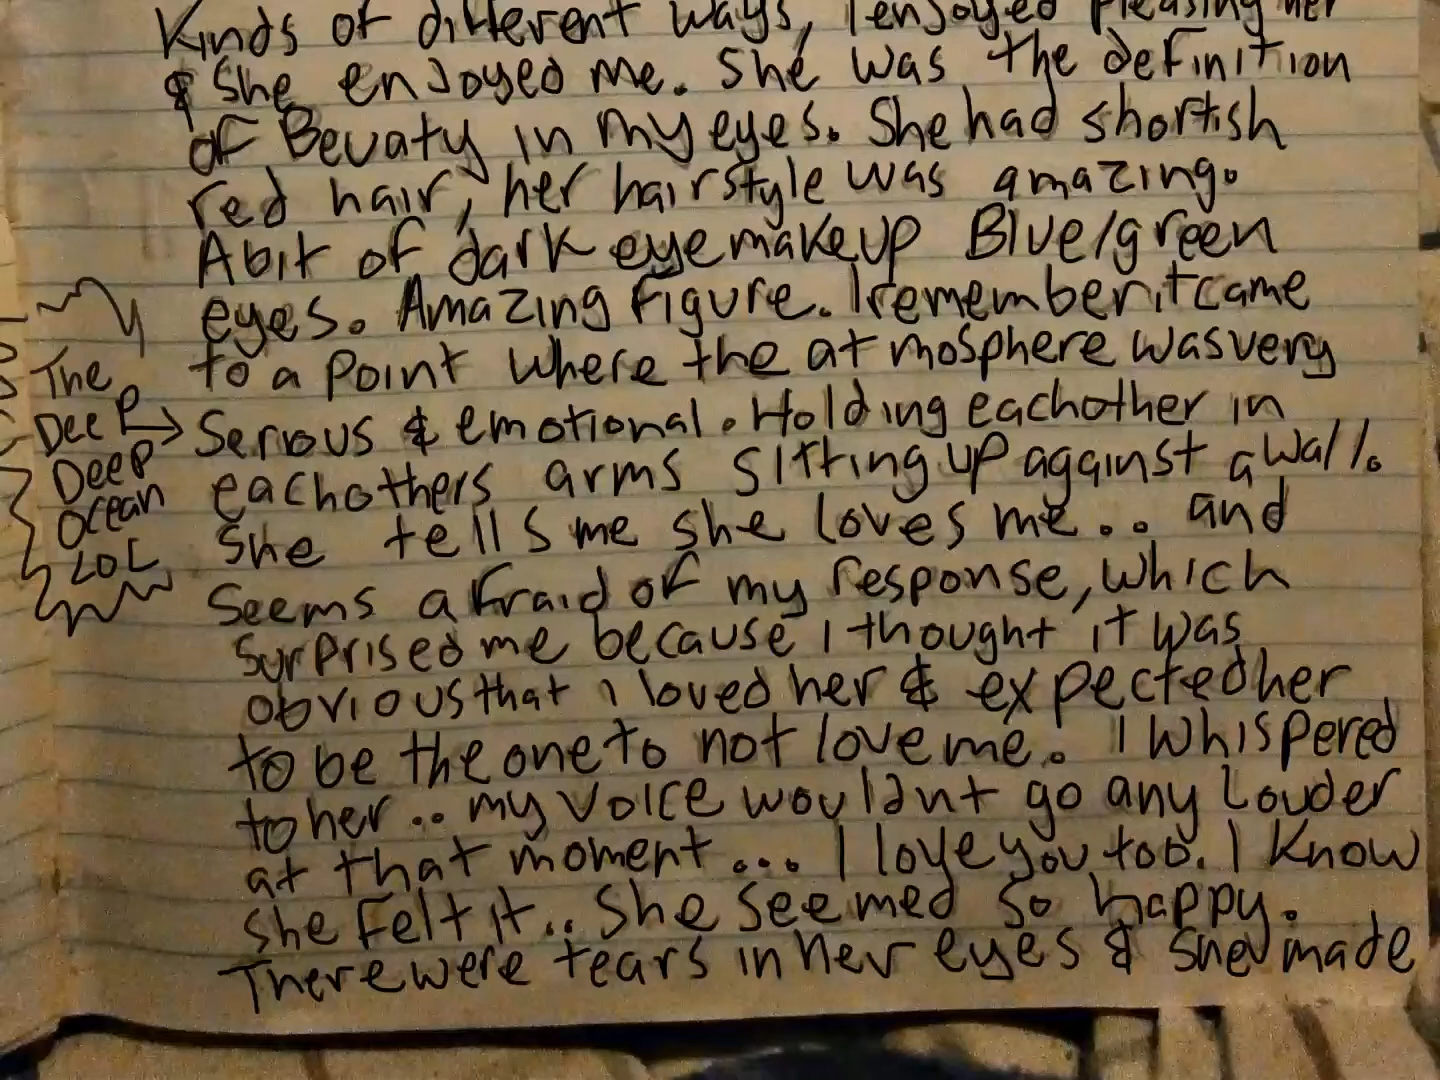 Kinds of different ways, I enjoyed pleasing her
& she enjoyed me. She was the definition
of Bevaty in my eyes. She had shortish
red hair, her hairstyle was amazing.
A bit of dark eye makeup Blue/green
eyes. Amazing figure. I remember it came
to a point where the atmosphere was very
serious & emotional. Holding eachother in
eachothers arms sitting up against a wall.
She tells me she loves me.. and
seems afraid of my response, which
surprised me because I thought it was
obvious that i loved her & expected her
to be the one to not love me. I whispered
to her.. my voice wouldnt go any louder
at that moment... I love you too. I know
she felt it.. She seemed so happy.
There were tears in her eyes & she made
The
Deep
Deep
Ocean
LOL